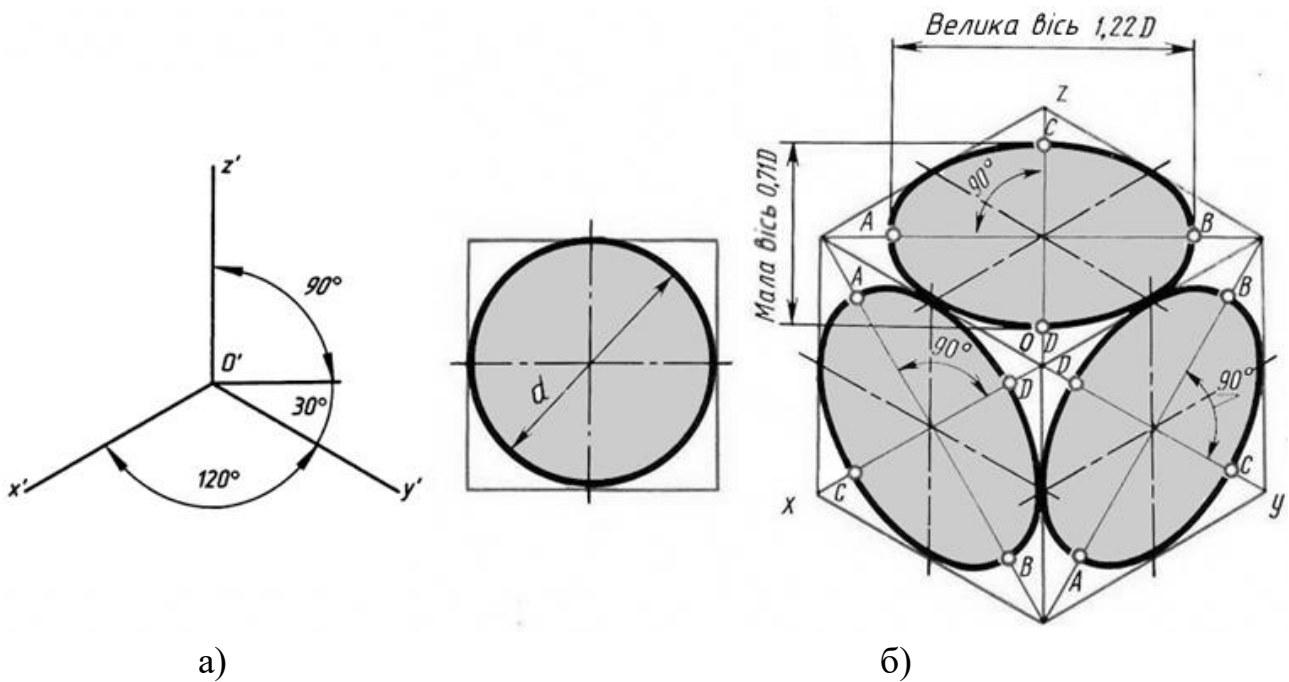 Велика вісь 1,22D
Мала вісь 0,71D
z'
90°
O'
30°
120°
x'
y'
d
Z
C
90°
A
B
O
D
A
90°
D
C
B
X
B
D
90°
C
A
У
а)
б)